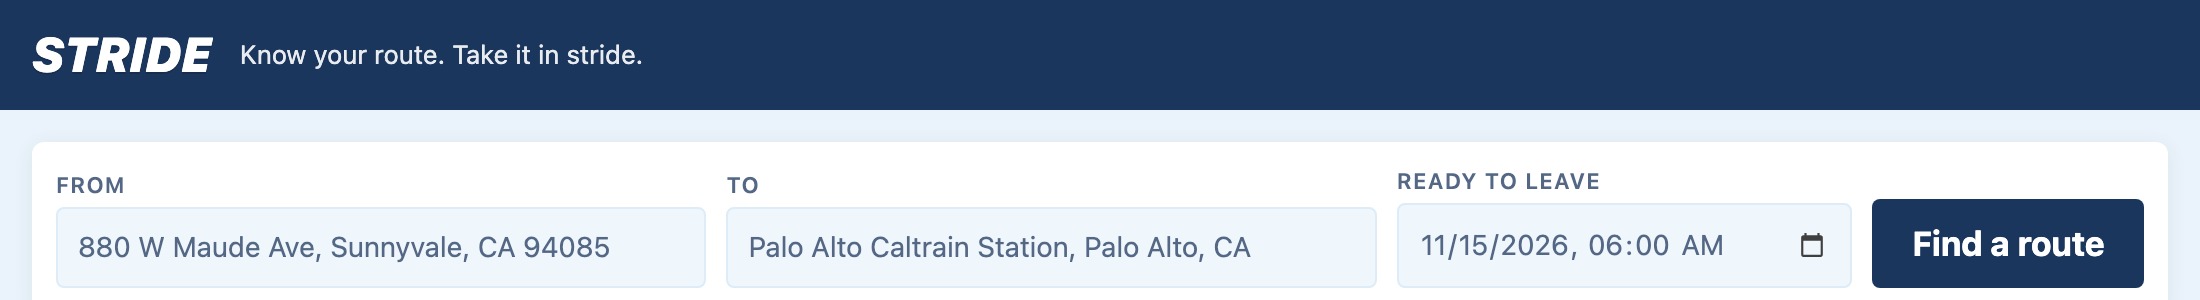 STRIDE
Know your route. Take it in stride.
FROM
880 W Maude Ave, Sunnyvale, CA 94085
TO
Palo Alto Caltrain Station, Palo Alto, CA
READY TO LEAVE
11/15/2026, 06:00 AM
Find a route